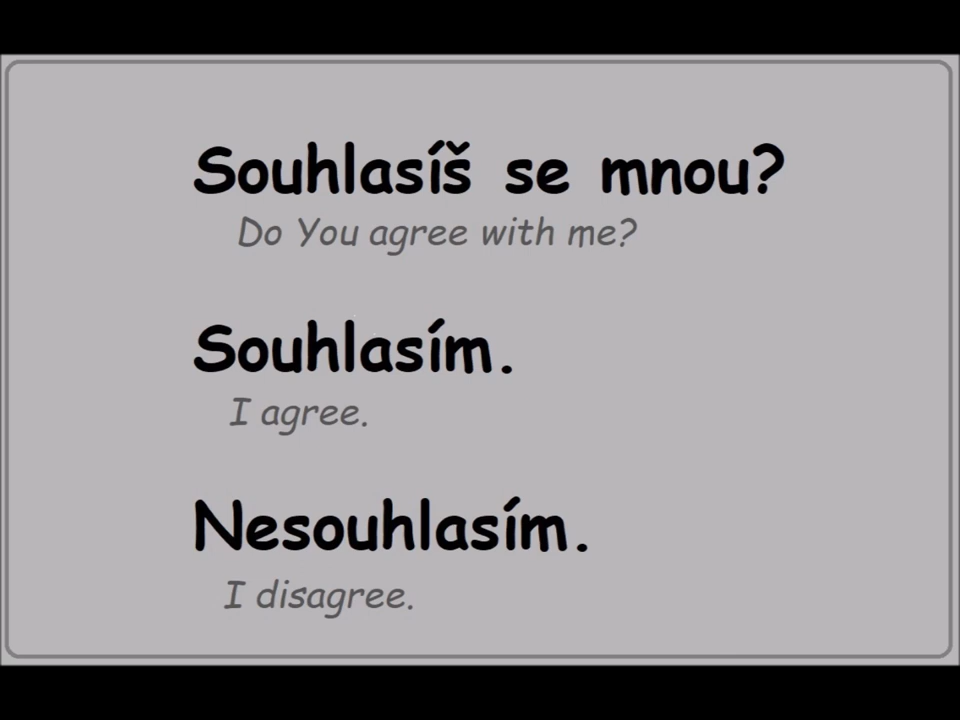 Souhlasíš se mnou?
Do You agree with me?
Souhlasím.
I agree.
Nesouhlasím.
I disagree.